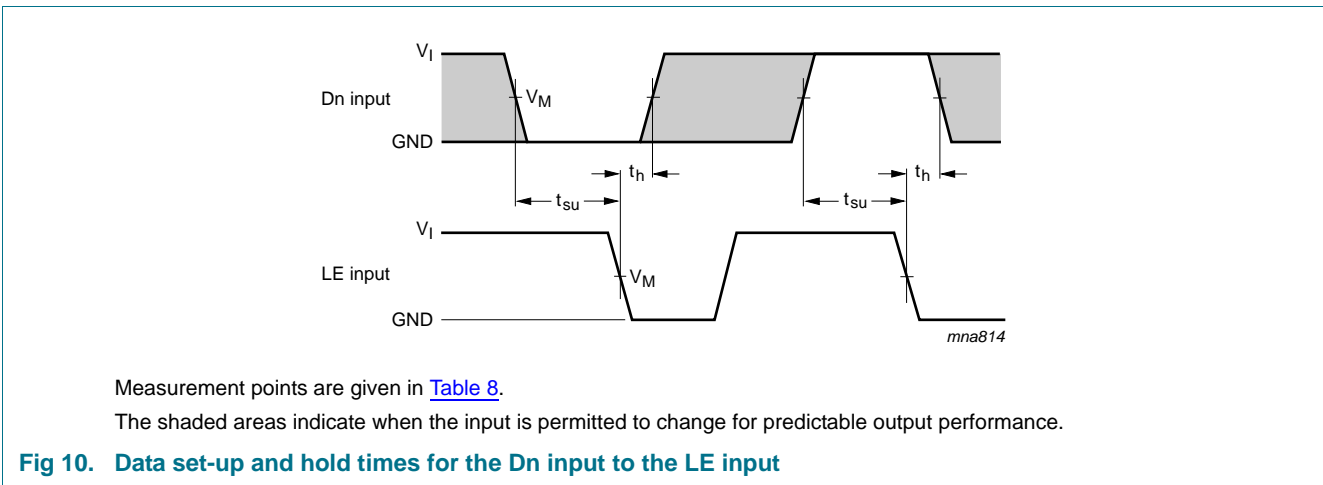 VI
Dn input
VM
GND
th
th
tsu
tsu
VI
LE input
VM
GND
mna814
Measurement points are given in Table 8.
The shaded areas indicate when the input is permitted to change for predictable output performance.
Fig 10. Data set-up and hold times for the Dn input to the LE input